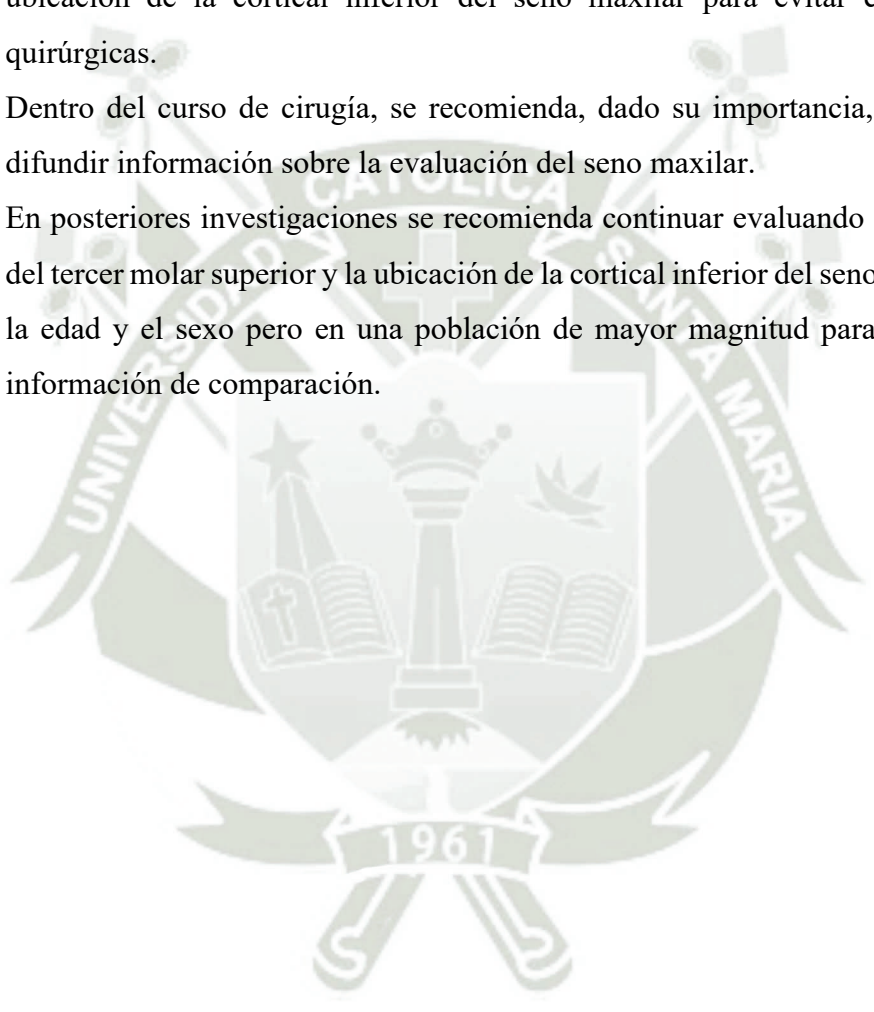 ubicación de la cortical inferior del seno maxilar para evitar
quirúrgicas.
Dentro del curso de cirugía, se recomienda, dado su importancia,
difundir información sobre la evaluación del seno maxilar.
En posteriores investigaciones se recomienda continuar evaluando
del tercer molar superior y la ubicación de la cortical inferior del seno
la edad y el sexo pero en una población de mayor magnitud para
información de comparación.
UNIVERSIDAD CATOLICA SANTA MARIA
1961